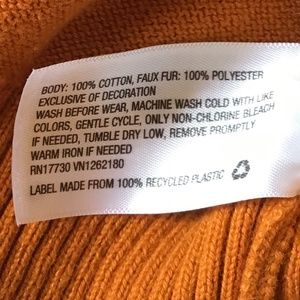 BODY: 100% COTTON, FAUX FUR: 100% POLYESTER
EXCLUSIVE OF DECORATION
WASH BEFORE WEAR, MACHINE WASH COLD WITH LIKE
COLORS, GENTLE CYCLE, ONLY NON-CHLORINE BLEACH
IF NEEDED, TUMBLE DRY LOW, REMOVE PROMPTLY
WARM IRON IF NEEDED
RN17730 VN1262180
LABEL MADE FROM 100% RECYCLED PLASTIC